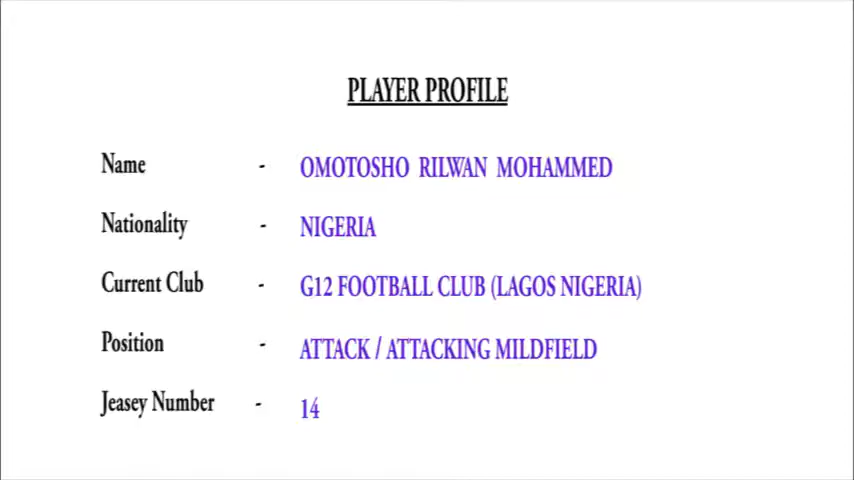 PLAYER PROFILE
Name - OMOTOSHO RILWAN MOHAMMED
Nationality - NIGERIA
Current Club - G12 FOOTBALL CLUB (LAGOS NIGERIA)
Position - ATTACK / ATTACKING MILDFIELD
Jeasey Number - 14